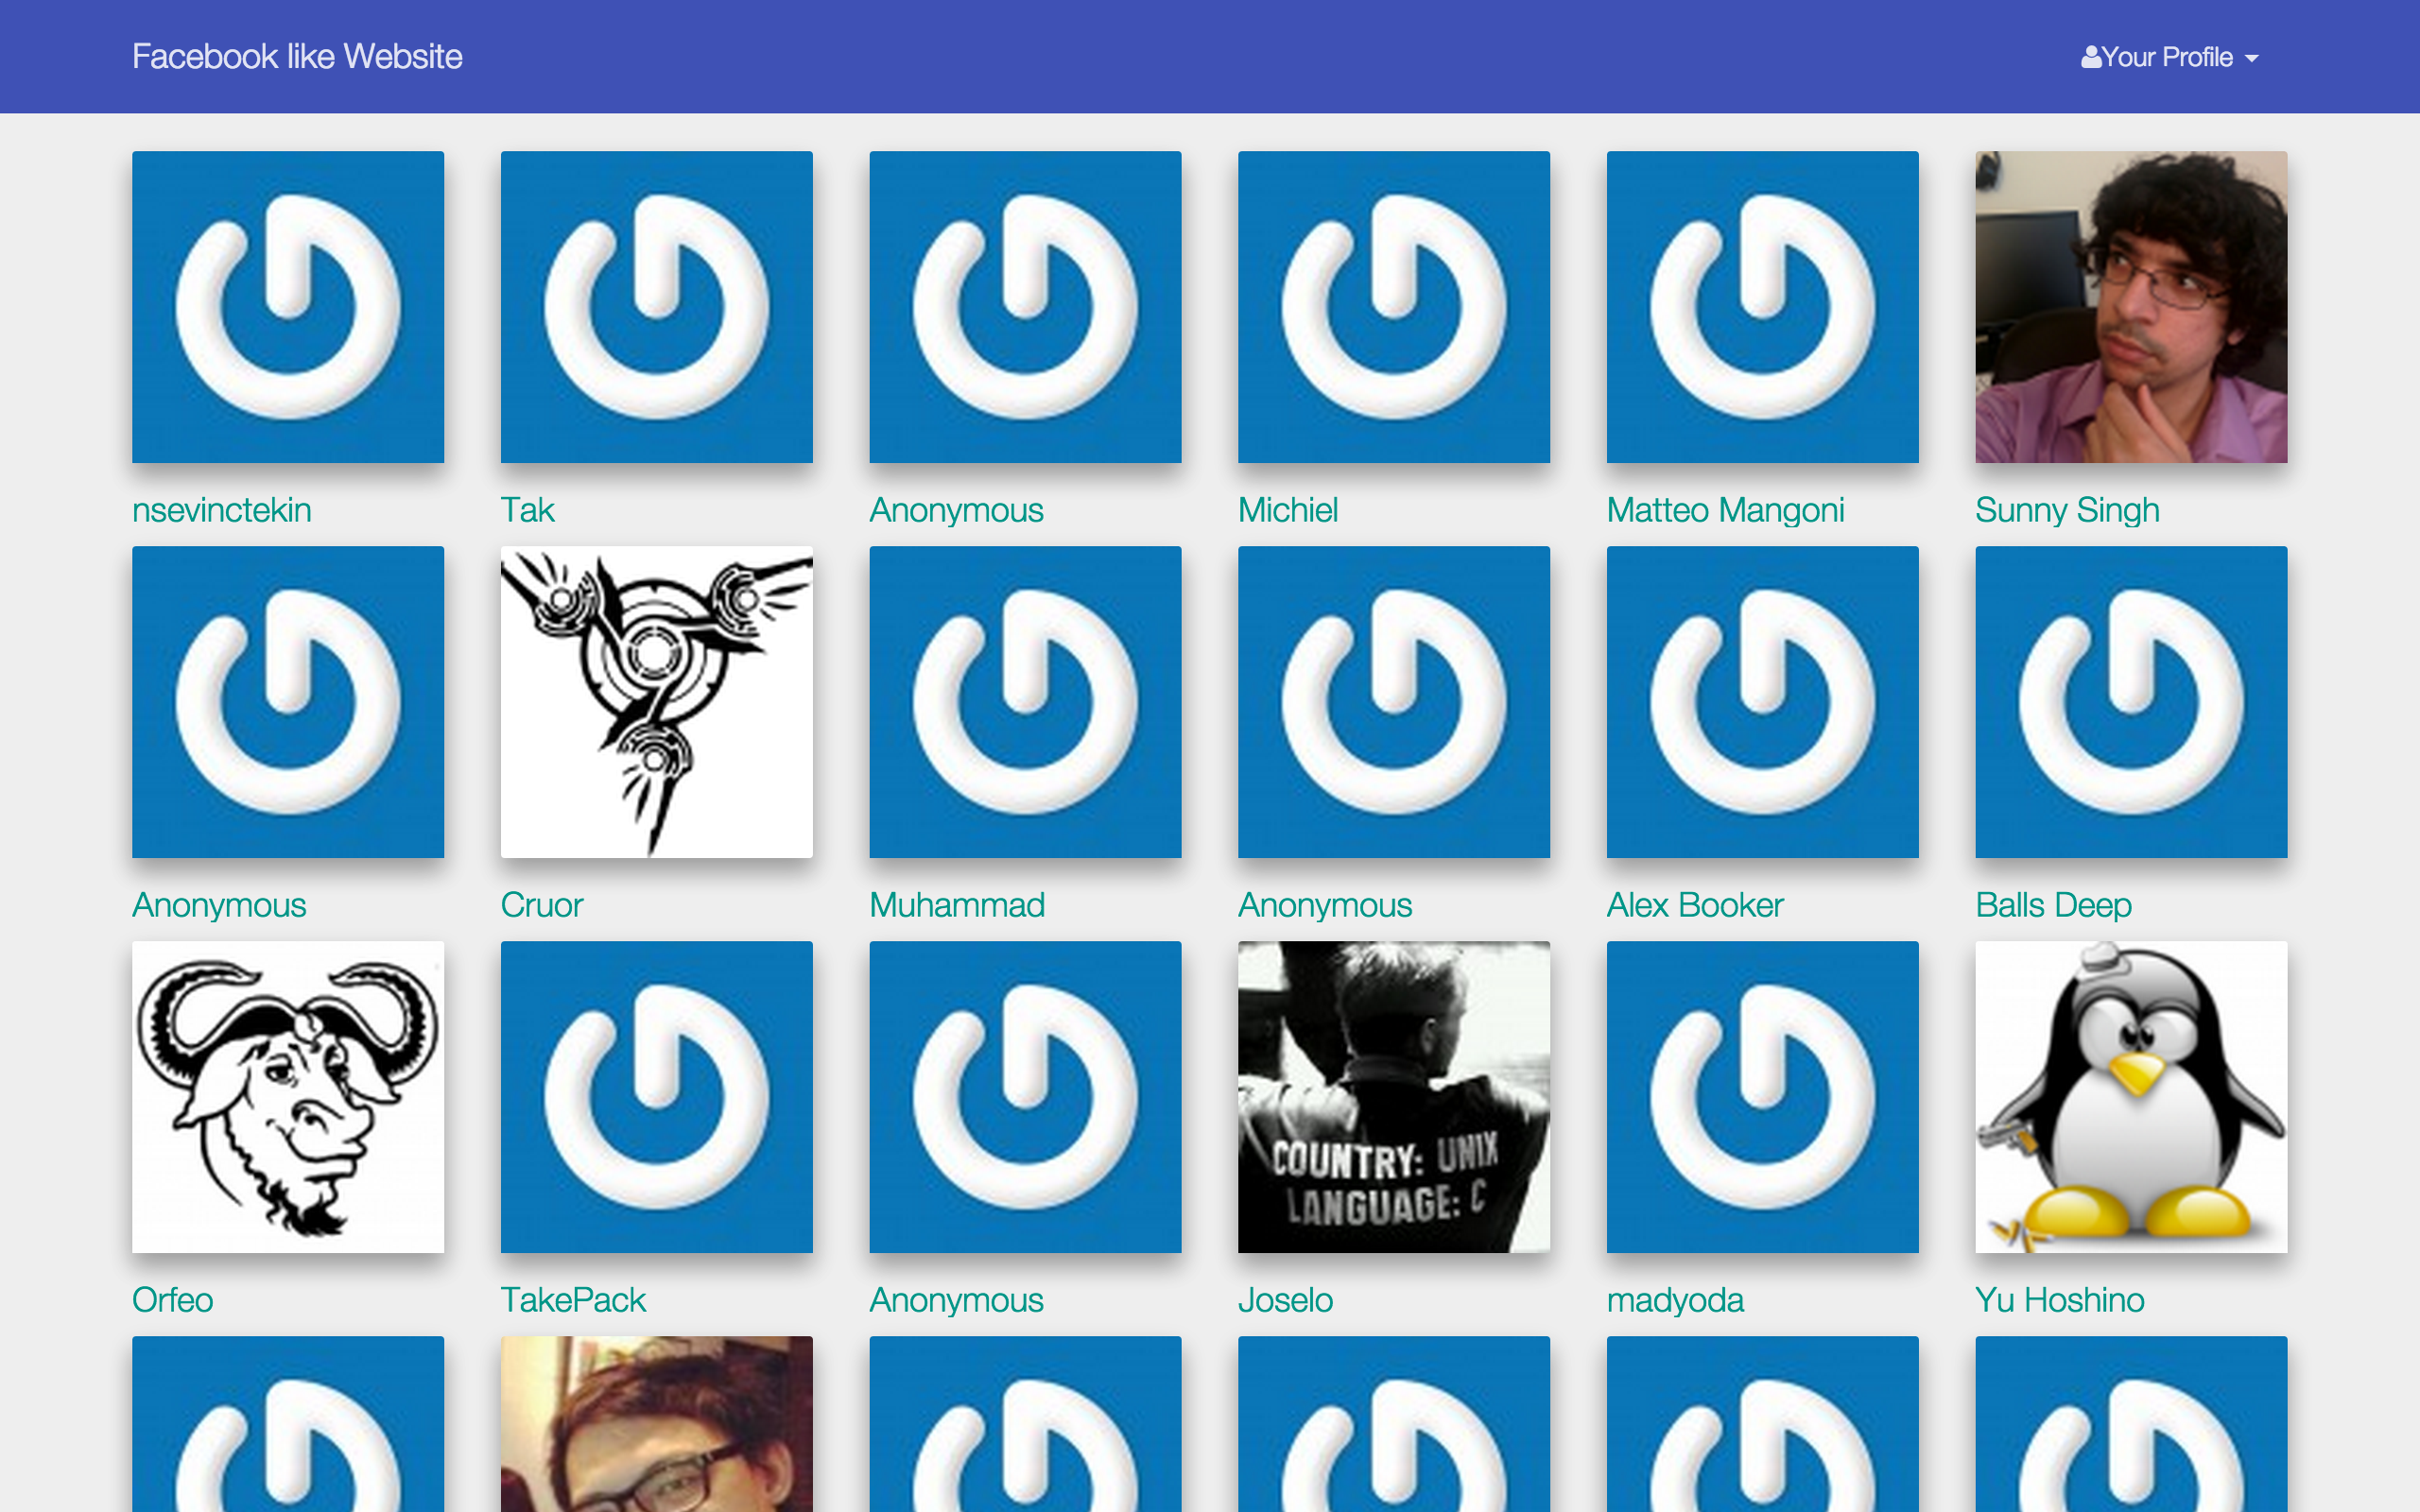 Facebook like Website
Your Profile
nsevinctekin
Tak
Anonymous
Michiel
Matteo Mangoni
Sunny Singh
Anonymous
Cruor
Muhammad
Anonymous
Alex Booker
Balls Deep
COUNTRY: UNIX
LANGUAGE: C
Orfeo
TakePack
Anonymous
Joselo
madyoda
Yu Hoshino